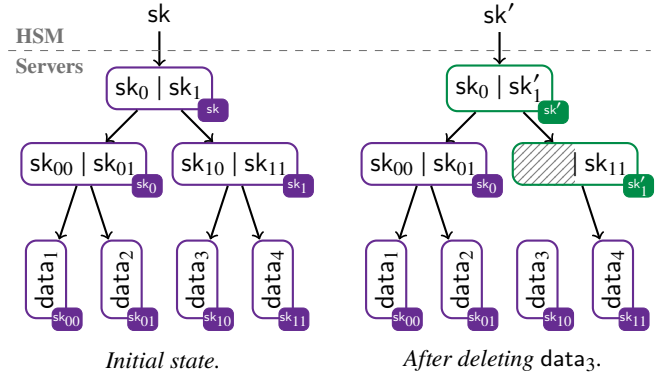 sk sk′
HSM
Servers
sk₀ | sk₁ sk₀ | sk′₁
sk sk′
sk₀₀ | sk₀₁ sk₁₀ | sk₁₁ sk₀₀ | sk₀₁ | sk₁₁
sk₀ sk₁ sk₀ sk′₁
data₁ data₂ data₃ data₄ data₁ data₂ data₃ data₄
sk₀₀ sk₀₁ sk₁₀ sk₁₁ sk₀₀ sk₀₁ sk₁₀ sk₁₁
Initial state. After deleting data₃.